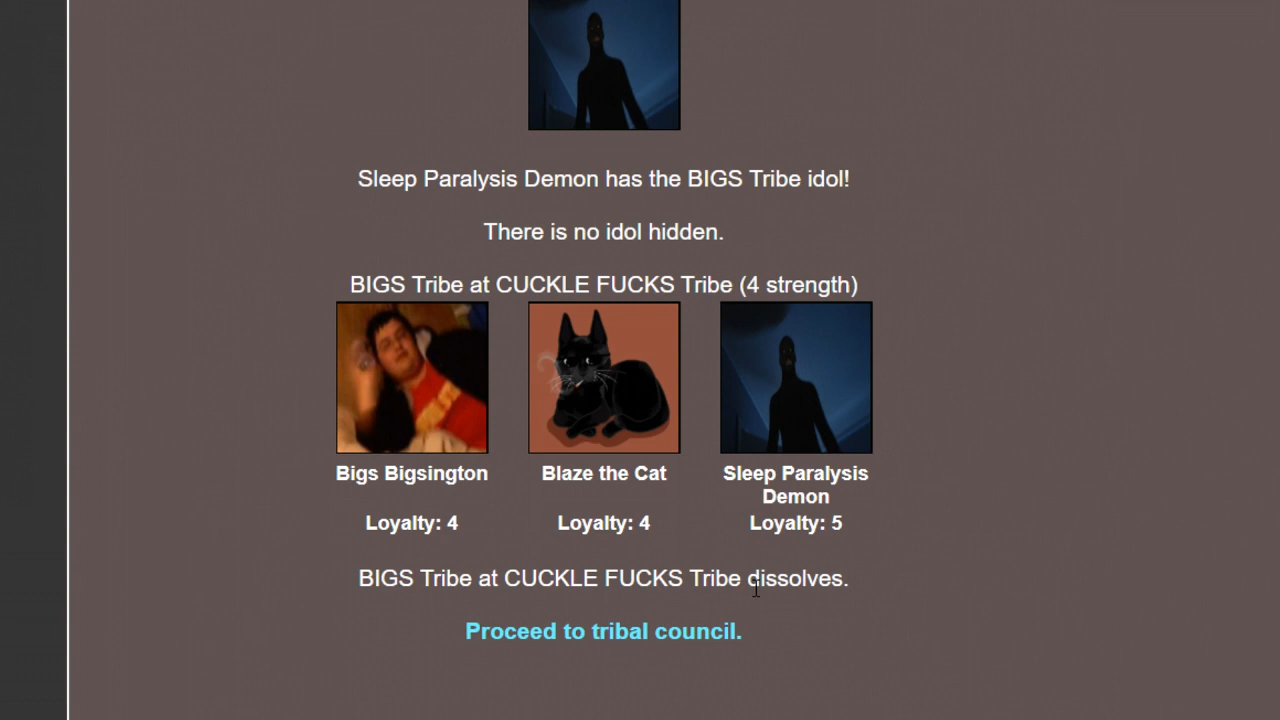 Sleep Paralysis Demon has the BIGS Tribe idol!
There is no idol hidden.
BIGS Tribe at CUCKLE FUCKS Tribe (4 strength)
Bigs Bigsington
Blaze the Cat
Sleep Paralysis
Demon
Loyalty: 4
Loyalty: 4
Loyalty: 5
BIGS Tribe at CUCKLE FUCKS Tribe dissolves.
Proceed to tribal council.